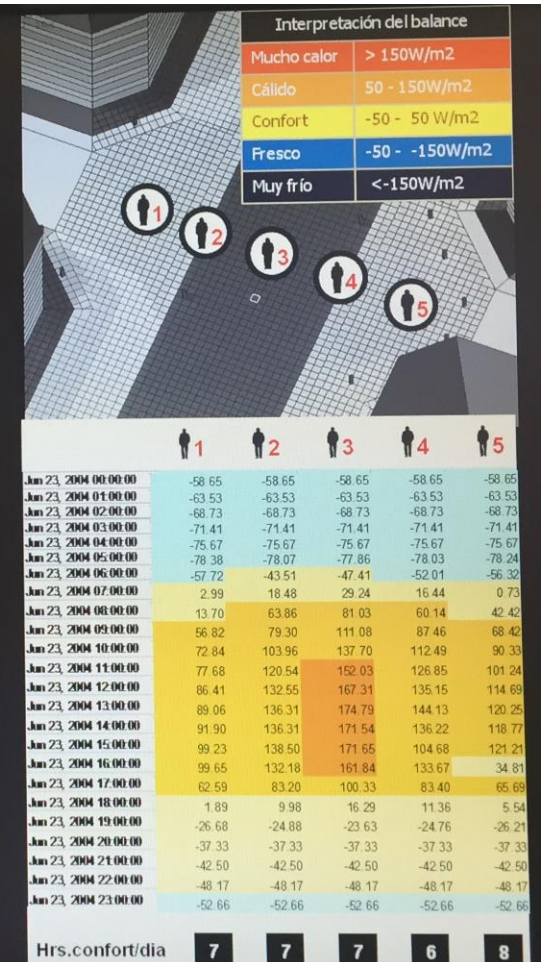 Interpretación del balance
Mucho calor > 150W/m2
Cálido 50 - 150W/m2
Confort -50 - 50 W/m2
Fresco -50 - -150W/m2
Muy frío <-150W/m2
1
2
3
4
5
1 2 3 4 5
Jun 23, 2004 00:00:00 -58.65 -58.65 -58.65 -58.65 -58.65
Jun 23, 2004 01:00:00 -63.53 -63.53 -63.53 -63.53 -63.53
Jun 23, 2004 02:00:00 -68.73 -68.73 -68.73 -68.73 -68.73
Jun 23, 2004 03:00:00 -71.41 -71.41 -71.41 -71.41 -71.41
Jun 23, 2004 04:00:00 -75.67 -75.67 -75.67 -75.67 -75.67
Jun 23, 2004 05:00:00 -78.38 -78.07 -77.86 -78.03 -78.24
Jun 23, 2004 06:00:00 -57.72 -43.51 -47.41 -52.01 -56.32
Jun 23, 2004 07:00:00 2.99 18.48 29.24 16.44 0.73
Jun 23, 2004 08:00:00 13.70 63.86 81.03 60.14 42.42
Jun 23, 2004 09:00:00 56.82 79.30 111.08 87.46 68.42
Jun 23, 2004 10:00:00 72.84 103.96 137.70 112.49 90.33
Jun 23, 2004 11:00:00 77.68 120.54 152.03 126.85 101.24
Jun 23, 2004 12:00:00 86.41 132.55 167.31 135.15 114.69
Jun 23, 2004 13:00:00 89.06 136.31 174.79 144.13 120.25
Jun 23, 2004 14:00:00 91.90 136.31 171.54 136.22 118.77
Jun 23, 2004 15:00:00 99.23 138.50 171.65 104.68 121.21
Jun 23, 2004 16:00:00 99.65 132.18 161.84 133.67 34.81
Jun 23, 2004 17:00:00 62.59 83.20 100.33 83.40 65.69
Jun 23, 2004 18:00:00 1.89 9.98 16.29 11.36 5.54
Jun 23, 2004 19:00:00 -26.68 -24.88 -23.63 -24.76 -26.21
Jun 23, 2004 20:00:00 -37.33 -37.33 -37.33 -37.33 -37.33
Jun 23, 2004 21:00:00 -42.50 -42.50 -42.50 -42.50 -42.50
Jun 23, 2004 22:00:00 -48.17 -48.17 -48.17 -48.17 -48.17
Jun 23, 2004 23:00:00 -52.66 -52.66 -52.66 -52.66 -52.66
Hrs.confort/dia 7 7 7 6 8